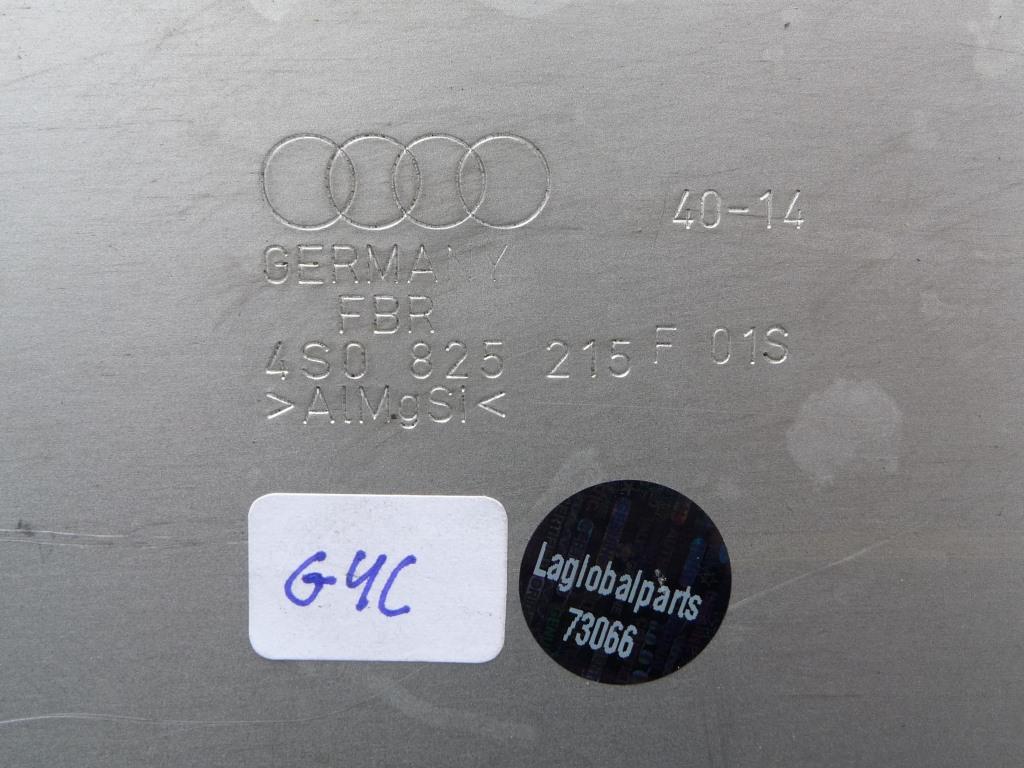 40-14
GERMANY
FBR
4S0 825 215 F 01S
>AlMgSi<
G4C
Laglobalparts
73066